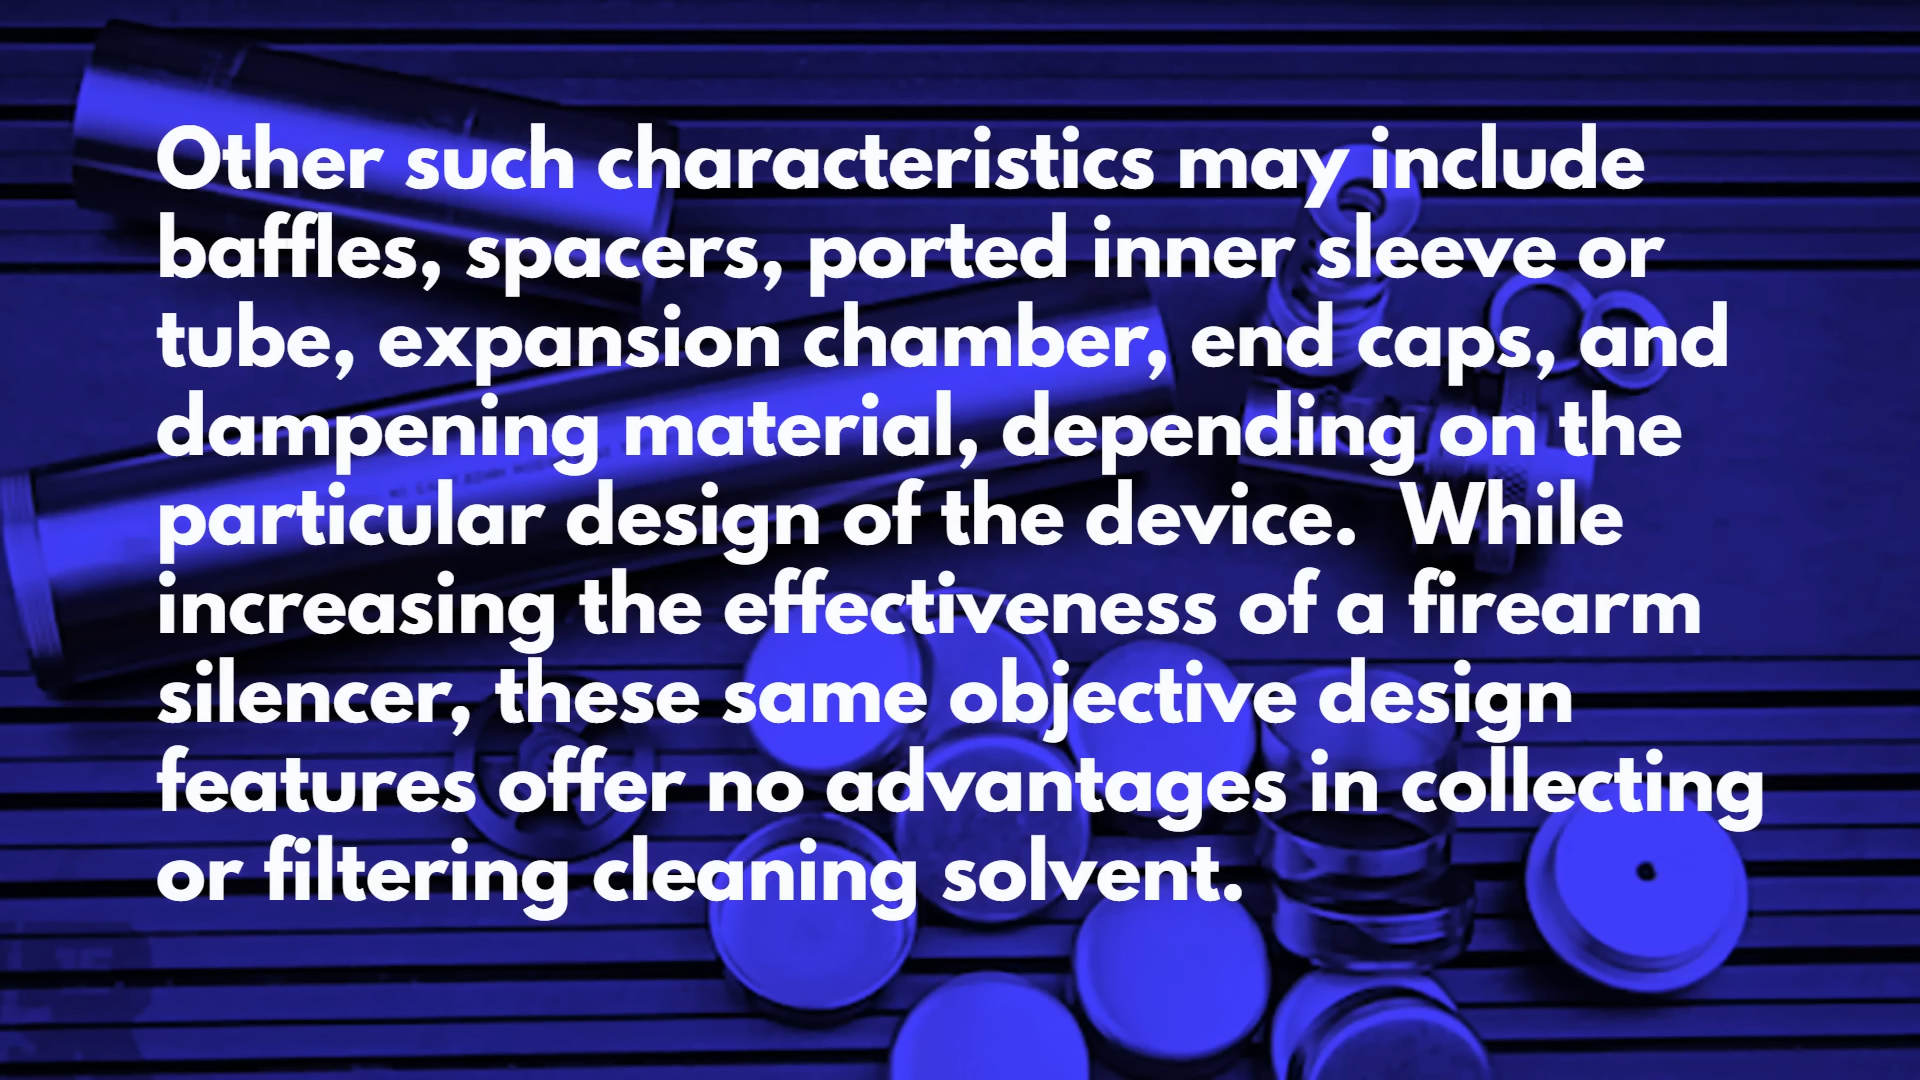 Other such characteristics may include
baffles, spacers, ported inner sleeve or
tube, expansion chamber, end caps, and
dampening material, depending on the
particular design of the device.  While
increasing the effectiveness of a firearm
silencer, these same objective design
features offer no advantages in collecting
or filtering cleaning solvent.